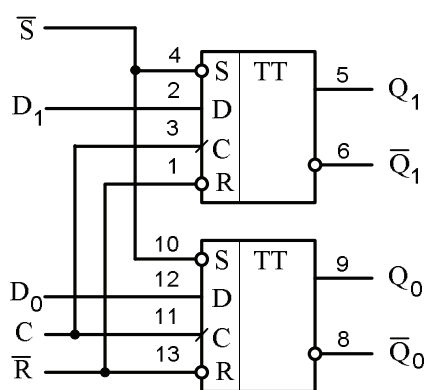 S̅ 4 S TT 5 Q₁
D₁ 2 D
3 C
1 R 6 Q̅₁
10 S TT 9 Q₀
D₀ 12 D
C 11 C
R̅ 13 R 8 Q̅₀